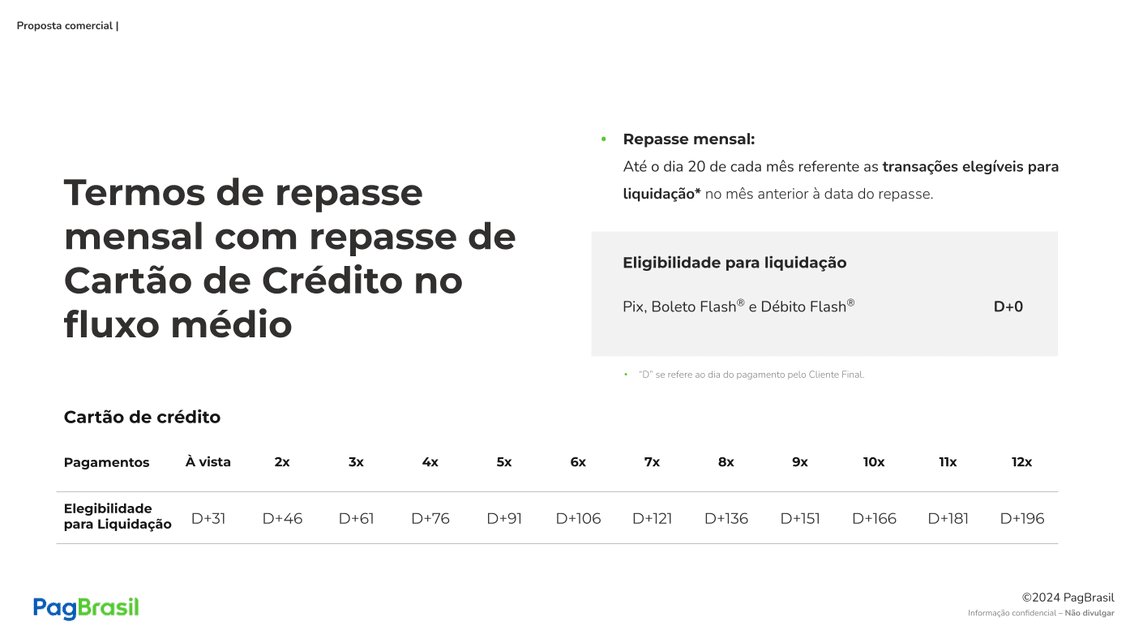 Proposta comercial |
Termos de repasse
mensal com repasse de
Cartão de Crédito no
fluxo médio
• Repasse mensal:
Até o dia 20 de cada mês referente as transações elegíveis para
liquidação* no mês anterior à data do repasse.
Eligibilidade para liquidação
Pix, Boleto Flash® e Débito Flash® D+0
• “D” se refere ao dia do pagamento pelo Cliente Final.
Cartão de crédito
Pagamentos À vista 2x 3x 4x 5x 6x 7x 8x 9x 10x 11x 12x
Elegibilidade
para Liquidação D+31 D+46 D+61 D+76 D+91 D+106 D+121 D+136 D+151 D+166 D+181 D+196
PagBrasil
©2024 PagBrasil
Informação confidencial – Não divulgar